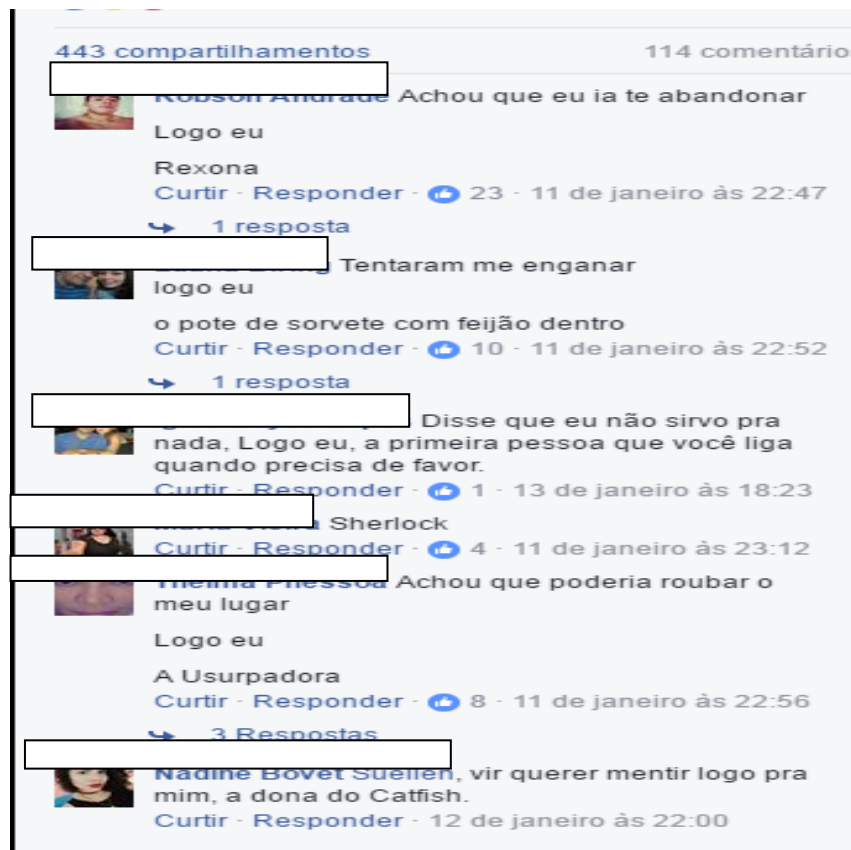 443 compartilhamentos 114 comentários
Robson Andrade Achou que eu ia te abandonar
Logo eu
Rexona
Curtir · Responder · 23 · 11 de janeiro às 22:47
1 resposta
Tentaram me enganar
logo eu
o pote de sorvete com feijão dentro
Curtir · Responder · 10 · 11 de janeiro às 22:52
1 resposta
Disse que eu não sirvo pra
nada, Logo eu, a primeira pessoa que você liga
quando precisa de favor.
Curtir · Responder · 1 · 13 de janeiro às 18:23
Sherlock
Curtir · Responder · 4 · 11 de janeiro às 23:12
Achou que poderia roubar o
meu lugar
Logo eu
A Usurpadora
Curtir · Responder · 8 · 11 de janeiro às 22:56
3 Respostas
Nadine Bovet Suellen, vir querer mentir logo pra
mim, a dona do Catfish.
Curtir · Responder · 12 de janeiro às 22:00